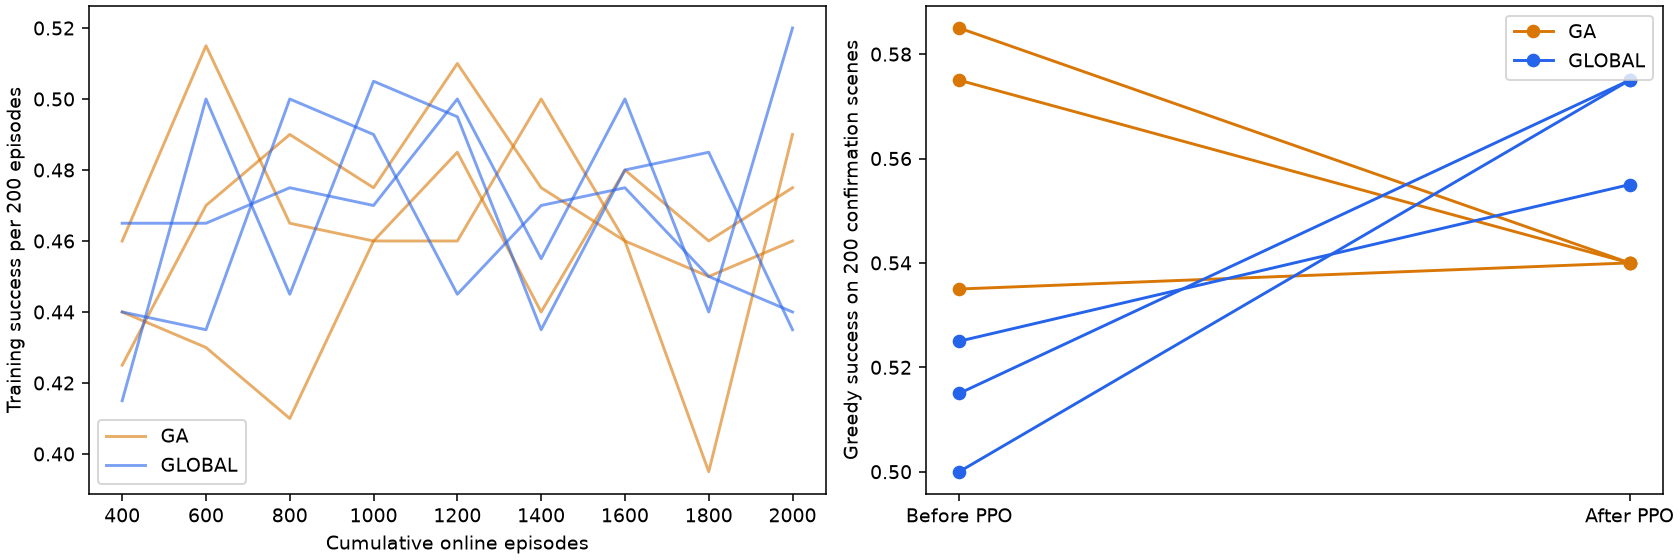 Training success per 200 episodes
0.52
0.50
0.48
0.46
0.44
0.42
0.40
GA
GLOBAL
400 600 800 1000 1200 1400 1600 1800 2000
Cumulative online episodes
Greedy success on 200 confirmation scenes
0.58
0.56
0.54
0.52
0.50
GA
GLOBAL
Before PPO After PPO